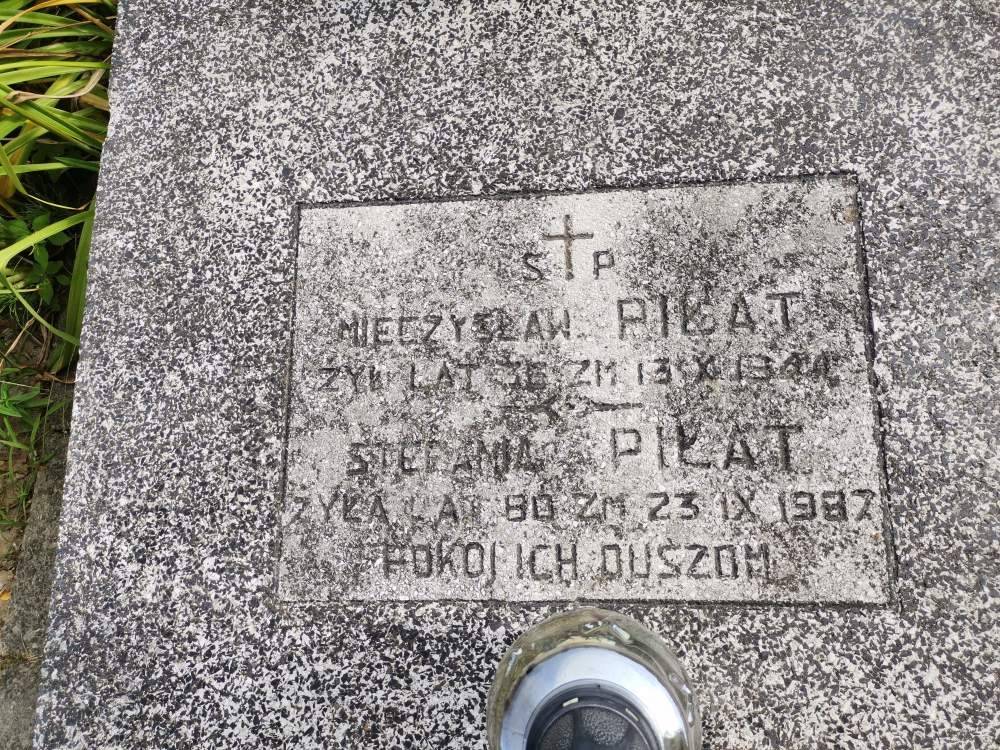 S P
MIECZYSŁAW PIŁAT
ŻYŁ LAT 36 ZM 13 X 1944
STEFANIA PIŁAT
ŻYŁA LAT 80 ZM 23 IX 1987
POKÓJ ICH DUSZOM